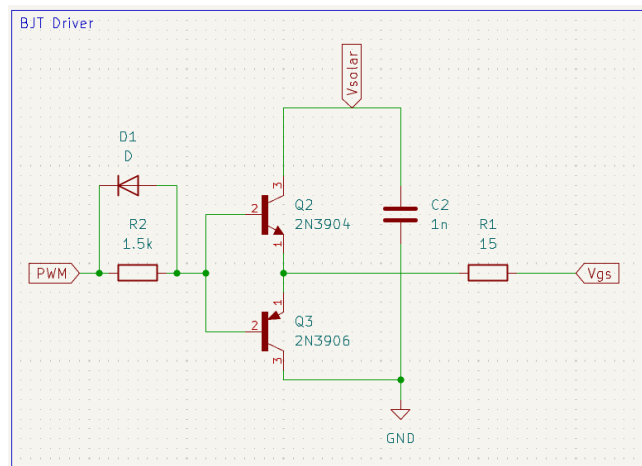 BJT Driver
Vsolar
D1
D
3
2
Q2
2N3904
1
C2
1n
R2
1.5k
R1
15
PWM
Vgs
1
2
Q3
2N3906
3
GND